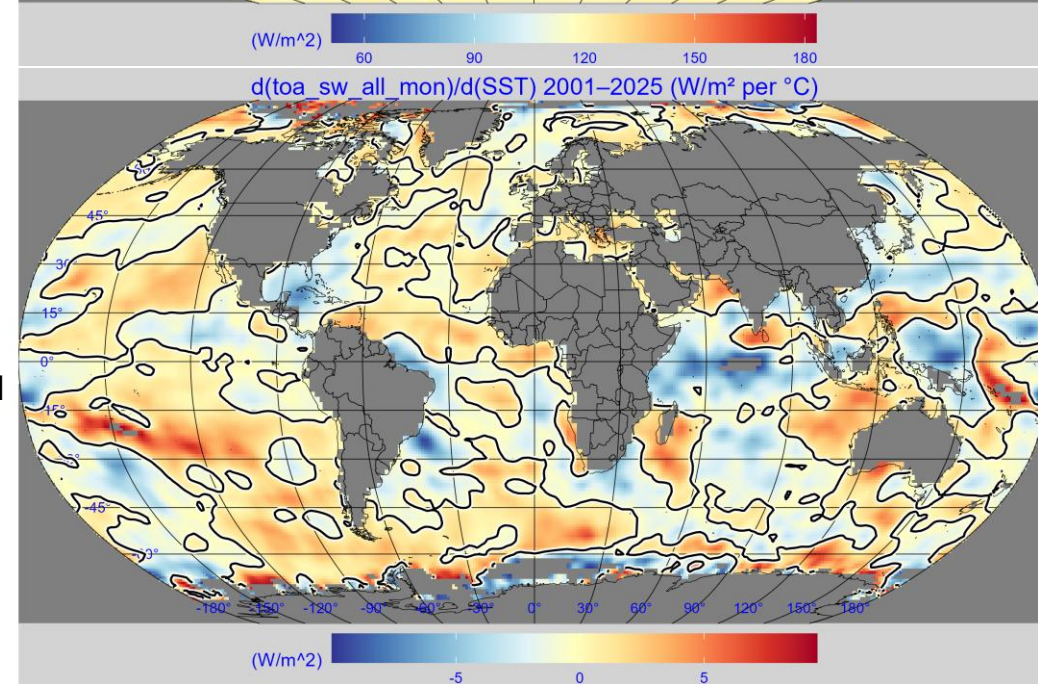 (W/m^2)
60 90 120 150 180
d(toa_sw_all_mon)/d(SST) 2001–2025 (W/m² per °C)
45°
15°
0°
-45°
-180° -150° -120° -90° -60° -30° 0° 30° 60° 90° 120° 150° 180°
(W/m^2)
-5 0 5